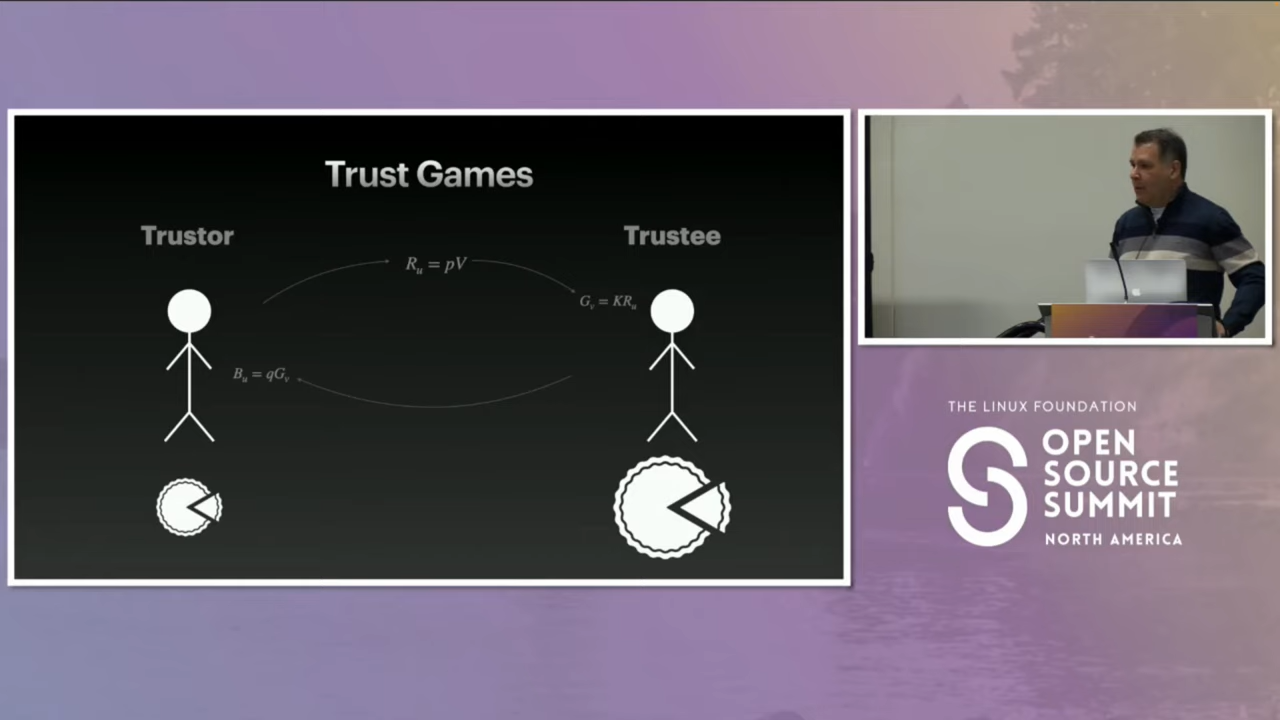 Trust Games
Trustor
Trustee
R_u = pV
G_v = KR_u
B_u = qG_v
THE LINUX FOUNDATION
OPEN
SOURCE
SUMMIT
NORTH AMERICA